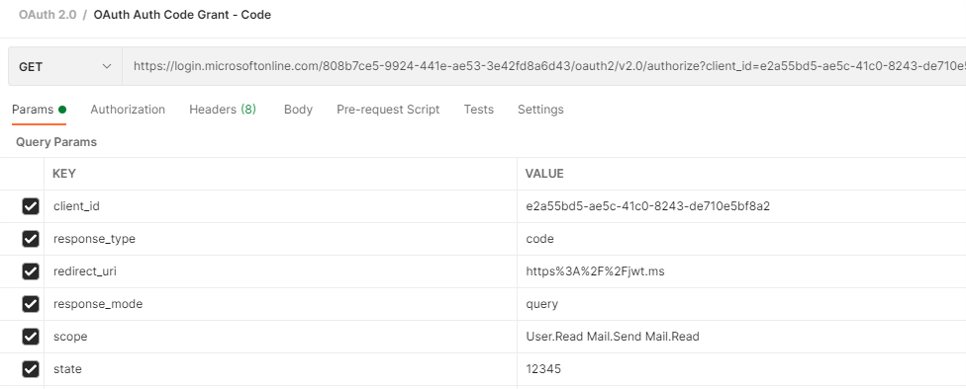 OAuth 2.0 / OAuth Auth Code Grant - Code
GET https://login.microsoftonline.com/808b7ce5-9924-441e-ae53-3e42fd8a6d43/oauth2/v2.0/authorize?client_id=e2a55bd5-ae5c-41c0-8243-de710e5
Params Authorization Headers (8) Body Pre-request Script Tests Settings
Query Params
KEY VALUE
client_id e2a55bd5-ae5c-41c0-8243-de710e5bf8a2
response_type code
redirect_uri https%3A%2F%2Fjwt.ms
response_mode query
scope User.Read Mail.Send Mail.Read
state 12345